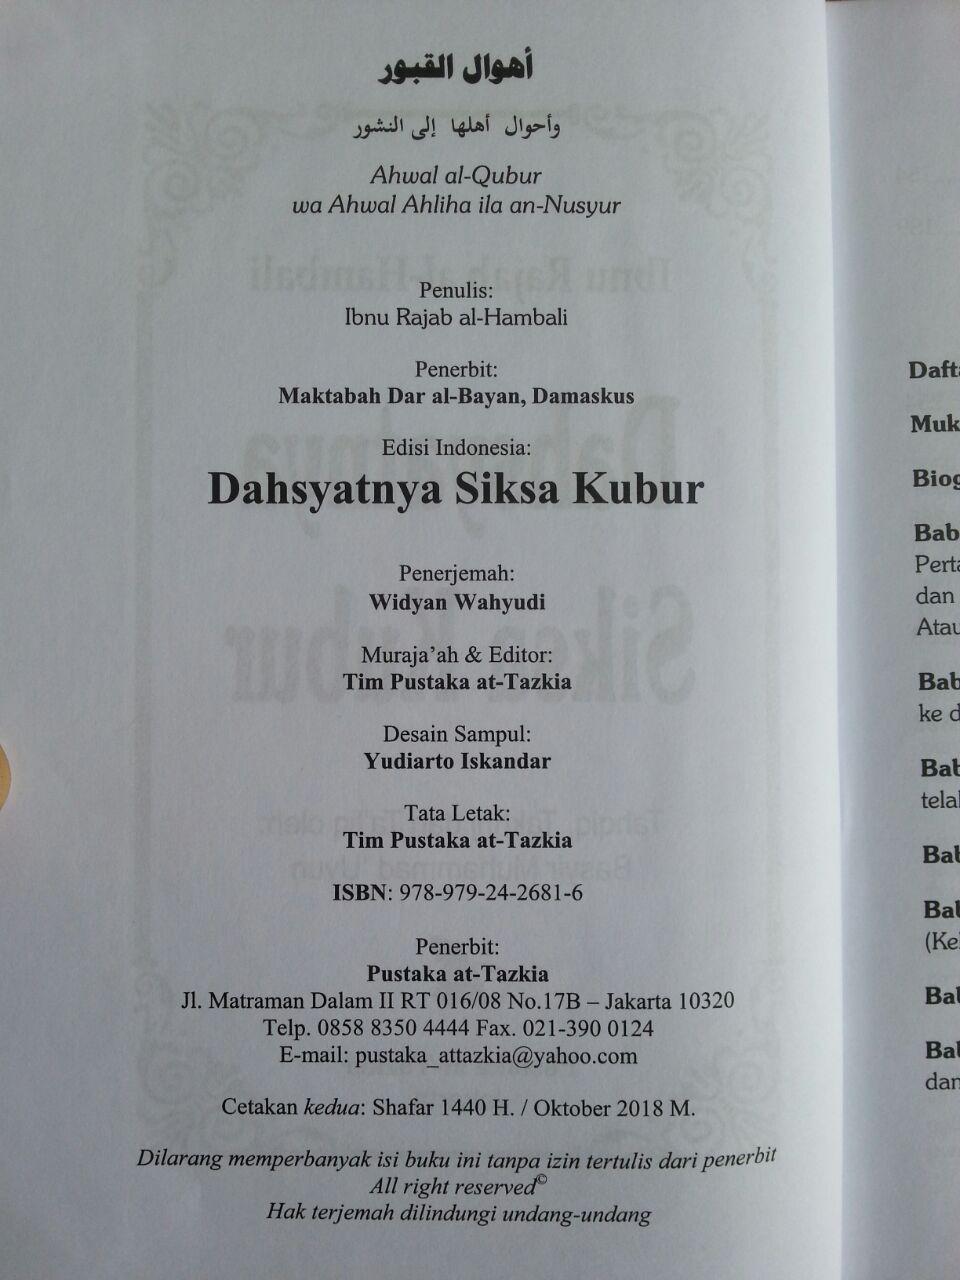 أهوال القبور
وأحوال أهلها إلى النشور
Ahwal al-Qubur
wa Ahwal Ahliha ila an-Nusyur
Penulis:
Ibnu Rajab al-Hambali
Penerbit:
Maktabah Dar al-Bayan, Damaskus
Edisi Indonesia:
Dahsyatnya Siksa Kubur
Penerjemah:
Widyan Wahyudi
Muraja'ah & Editor:
Tim Pustaka at-Tazkia
Desain Sampul:
Yudiarto Iskandar
Tata Letak:
Tim Pustaka at-Tazkia
ISBN: 978-979-24-2681-6
Penerbit:
Pustaka at-Tazkia
Jl. Matraman Dalam II RT 016/08 No.17B – Jakarta 10320
Telp. 0858 8350 4444 Fax. 021-390 0124
E-mail: pustaka_attazkia@yahoo.com
Cetakan kedua: Shafar 1440 H. / Oktober 2018 M.
Dilarang memperbanyak isi buku ini tanpa izin tertulis dari penerbit
All right reserved©
Hak terjemah dilindungi undang-undang
Bab
dan
Atau
Bab
ke d